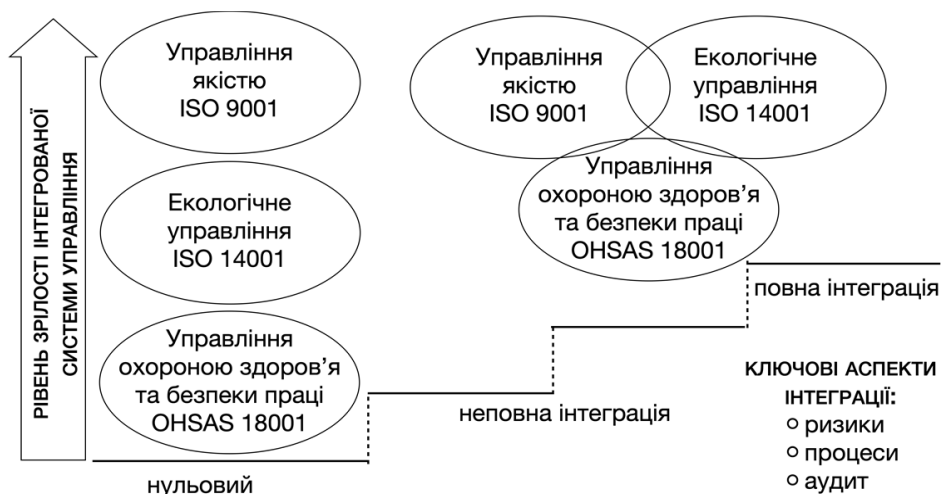 РІВЕНЬ ЗРІЛОСТІ ІНТЕГРОВАНОЇ
СИСТЕМИ УПРАВЛІННЯ
Управління
якістю
ISO 9001
Екологічне
управління
ISO 14001
Управління
охороною здоров’я
та безпеки праці
OHSAS 18001
нульовий
неповна інтеграція
Управління
якістю
ISO 9001
Екологічне
управління
ISO 14001
Управління
охороною здоров’я
та безпеки праці
OHSAS 18001
повна інтеграція
КЛЮЧОВІ АСПЕКТИ
ІНТЕГРАЦІЇ:
ризики
процеси
аудит